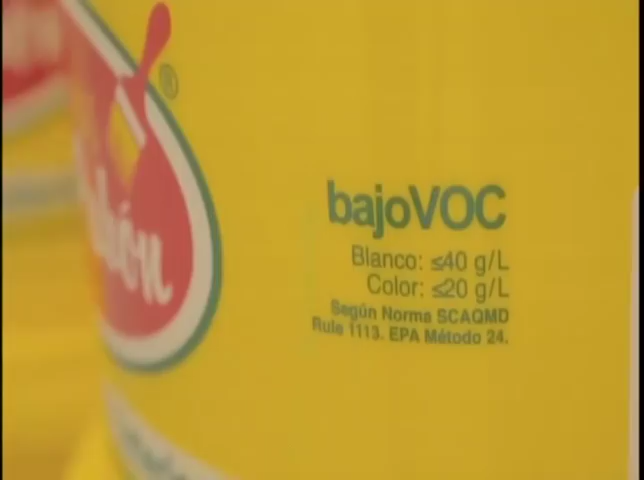 ®
bajoVOC
Blanco: ≤40 g/L
Color: ≤20 g/L
Según Norma SCAQMD
Rule 1113. EPA Método 24.